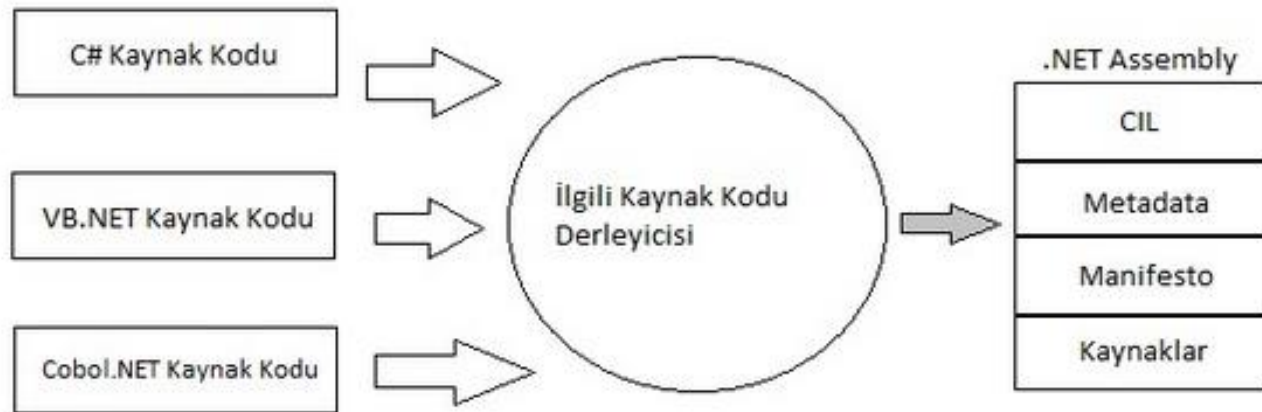 C# Kaynak Kodu
VB.NET Kaynak Kodu
Cobol.NET Kaynak Kodu
İlgili Kaynak Kodu
Derleyicisi
.NET Assembly
CIL
Metadata
Manifesto
Kaynaklar